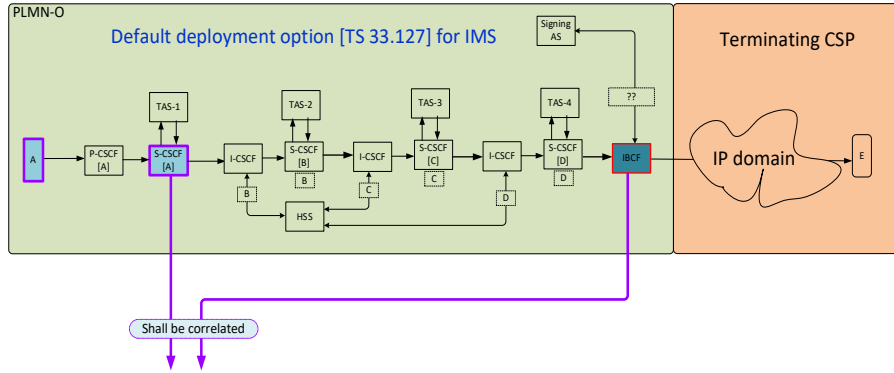 PLMN-O
Default deployment option [TS 33.127] for IMS
Signing
AS
Terminating CSP
TAS-1
TAS-2
TAS-3
TAS-4
??
A
P-CSCF
[A]
S-CSCF
[A]
I-CSCF
S-CSCF
[B]
I-CSCF
S-CSCF
[C]
I-CSCF
S-CSCF
[D]
IBCF
IP domain
E
B
B
C
C
D
D
HSS
Shall be correlated